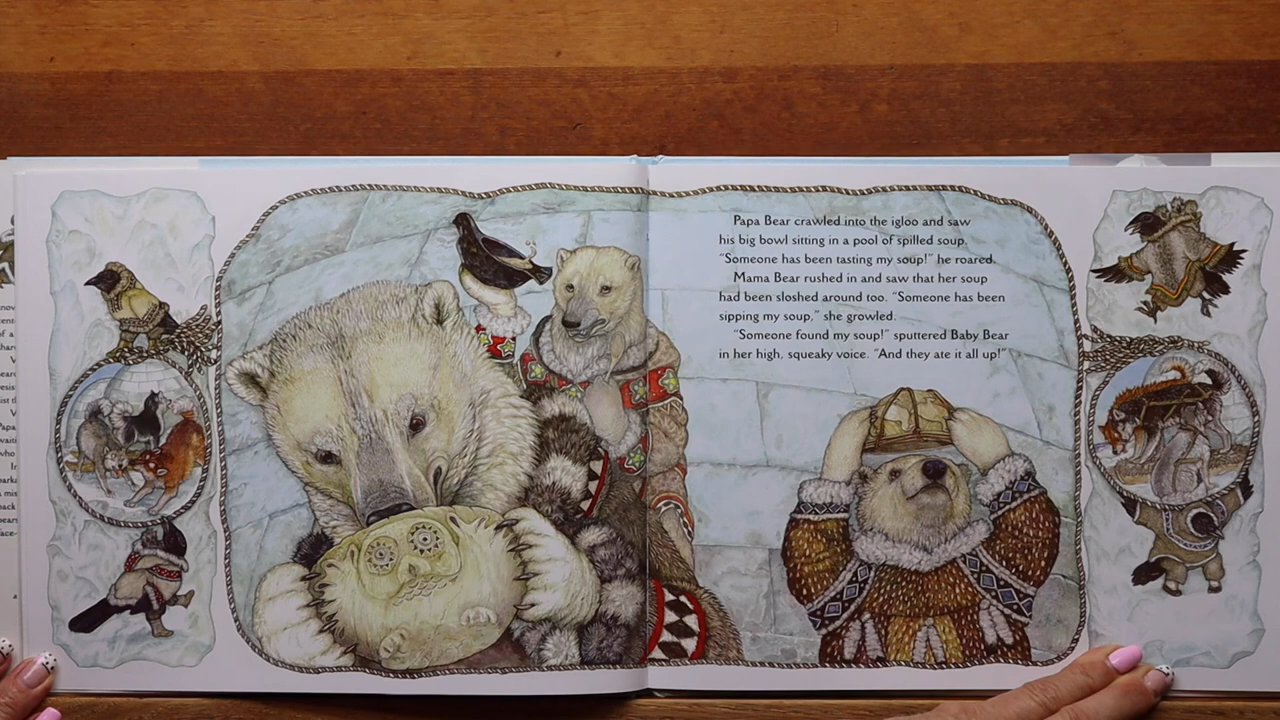 Papa Bear crawled into the igloo and saw
his big bowl sitting in a pool of spilled soup.
“Someone has been tasting my soup!” he roared.
Mama Bear rushed in and saw that her soup
had been sloshed around too. “Someone has been
sipping my soup,” she growled.
“Someone found my soup!” sputtered Baby Bear
in her high, squeaky voice. “And they ate it all up!”